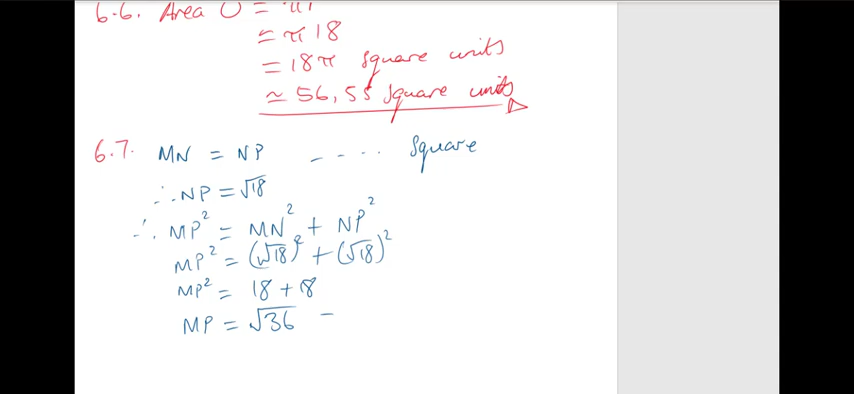 6.6. Area O = πr
= π 18
= 18π square units
≃ 56,55 square units
6.7. MN = NP ..... Square
∴ NP = √18
∴ MP² = MN² + NP²
MP² = (√18)² + (√18)²
MP² = 18 + 18
MP = √36 =